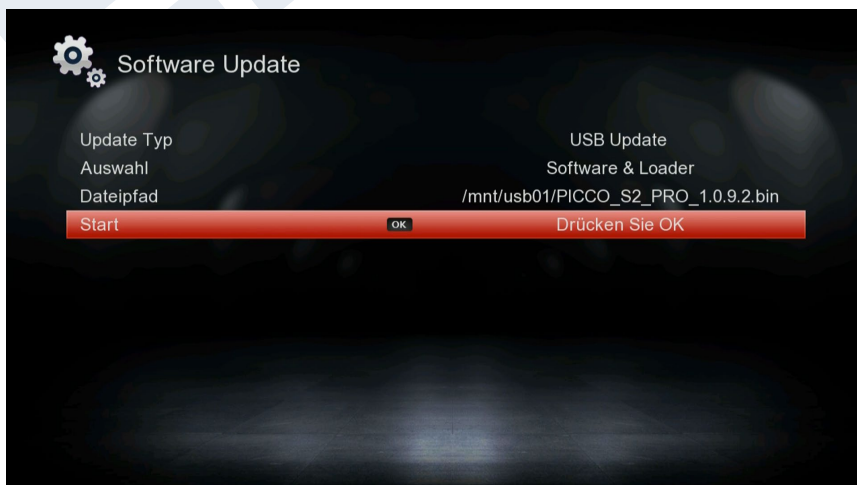 Software Update
Update Typ USB Update
Auswahl Software & Loader
Dateipfad /mnt/usb01/PICCO_S2_PRO_1.0.9.2.bin
Start OK Drücken Sie OK